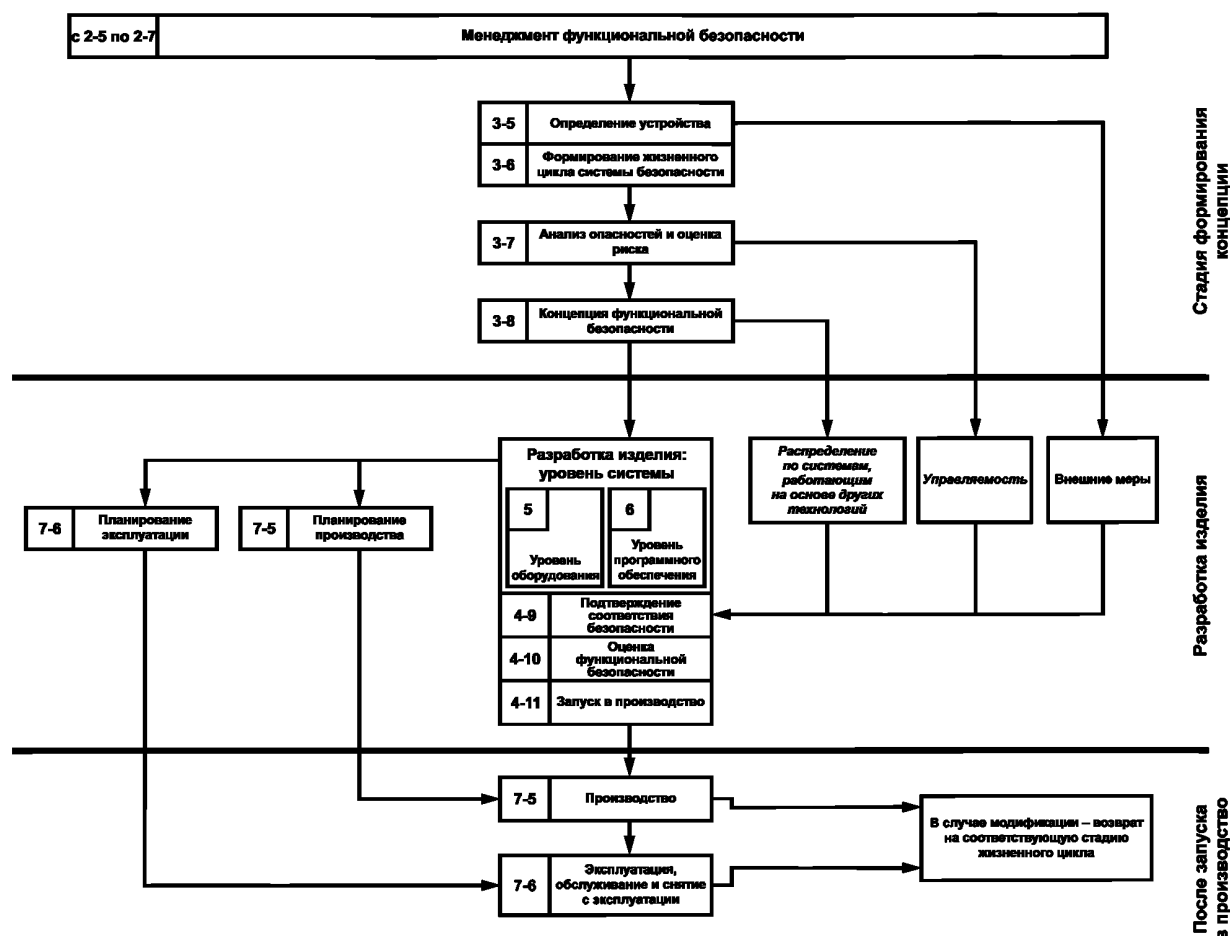 с 2-5 по 2-7
Менеджмент функциональной безопасности
3-5
Определение устройства
3-6
Формирование жизненного
цикла системы безопасности
3-7
Анализ опасностей и оценка
риска
3-8
Концепция функциональной
безопасности
Стадия формирования
концепции
Разработка изделия:
уровень системы
5
Уровень
оборудования
6
Уровень
программного
обеспечения
4-9
Подтверждение
соответствия
безопасности
4-10
Оценка
функциональной
безопасности
4-11
Запуск в производство
7-6
Планирование
эксплуатации
7-5
Планирование
производства
Распределение
по системам,
работающим
на основе других
технологий
Управляемость
Внешние меры
Разработка изделия
7-5
Производство
7-6
Эксплуатация,
обслуживание и снятие
с эксплуатации
В случае модификации – возврат
на соответствующую стадию
жизненного цикла
После запуска
в производство